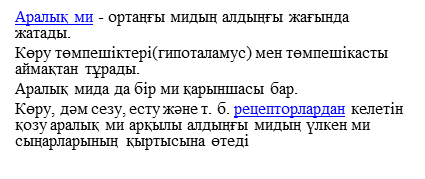 Аралық ми - ортаңғы мидың алдыңғы жағында
жатады.
Көру төмпешіктері(гипоталамус) мен төмпешікасты
аймақтан тұрады.
Аралық мида да бір ми қарыншасы бар.
Көру, дәм сезу, есту және т. б. рецепторлардан келетін
қозу аралық ми арқылы алдыңғы мидың үлкен ми
сыңарларының қыртысына өтеді